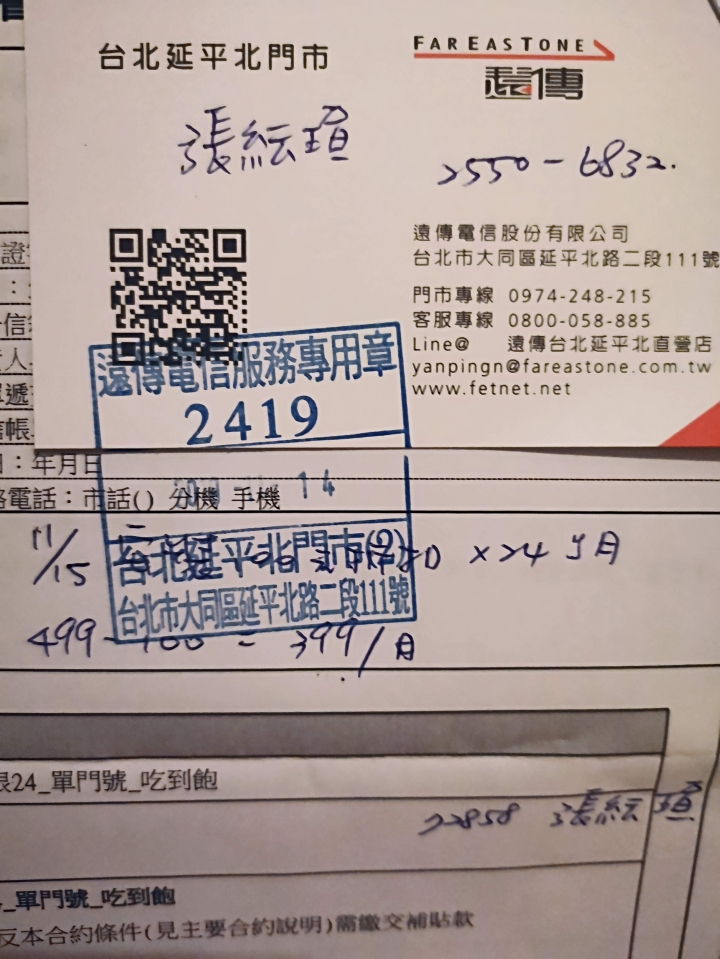 台北延平北門市
FAREASTONE
遠傳
張紜瑄
2550-6832.
遠傳電信股份有限公司
台北市大同區延平北路二段111號
門市專線 0974-248-215
客服專線 0800-058-885
Line@ 遠傳台北延平北直營店
yanpingn@fareastone.com.tw
www.fetnet.net
遠傳電信服務專用章
2419
：年月日
電話：市話() 分機 手機
14
11/15
台北延平北門市(2)
×24 個月
台北市大同區延平北路二段111號
499 - 100 = 399/月
24_單門號_吃到飽
22858 張紜瑄
_單門號_吃到飽
反本合約條件(見主要合約說明)需繳交補貼款